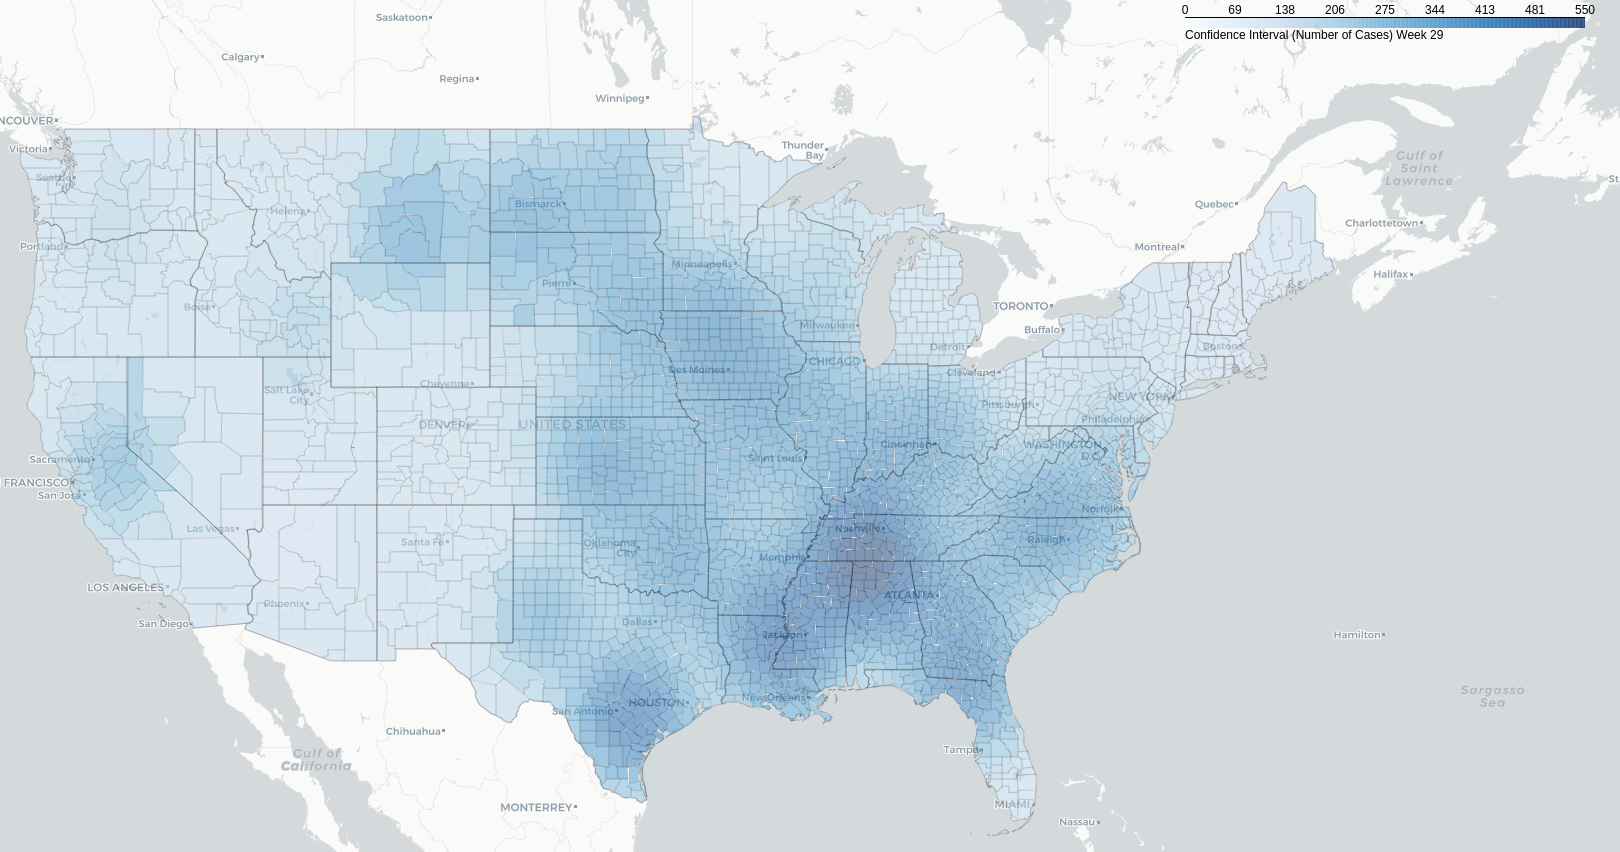 0 69 138 206 275 344 413 481 550
Confidence Interval (Number of Cases) Week 29
Saskatoon
Calgary
Regina
Winnipeg
NCOUVER
Victoria
Thunder
Bay
Gulf of
Saint
Lawrence
St
Seattle
Quebec
Bismarck
Helena
Charlottetown
Portland
Montreal
Minneapolis
Halifax
Pierre
Boise
TORONTO
Milwaukee
Buffalo
Detroit
Boston
CHICAGO
Des Moines
Cleveland
Cheyenne
Salt Lake
City
NEW YORK
Pittsburgh
Philadelphia
DENVER
UNITED STATES
Cincinnati
WASHINGTON
D.C.
Sacramento
Saint Louis
FRANCISCO
San Jose
Norfolk
Las Vegas
Nashville
Santa Fe
Oklahoma
City
Raleigh
Memphis
LOS ANGELES
ATLANTA
Phoenix
San Diego
Dallas
Jackson
Hamilton
Sargasso
Sea
New Orleans
HOUSTON
San Antonio
Chihuahua
Gulf of
California
Tampa
MIAMI
MONTERREY
Nassau